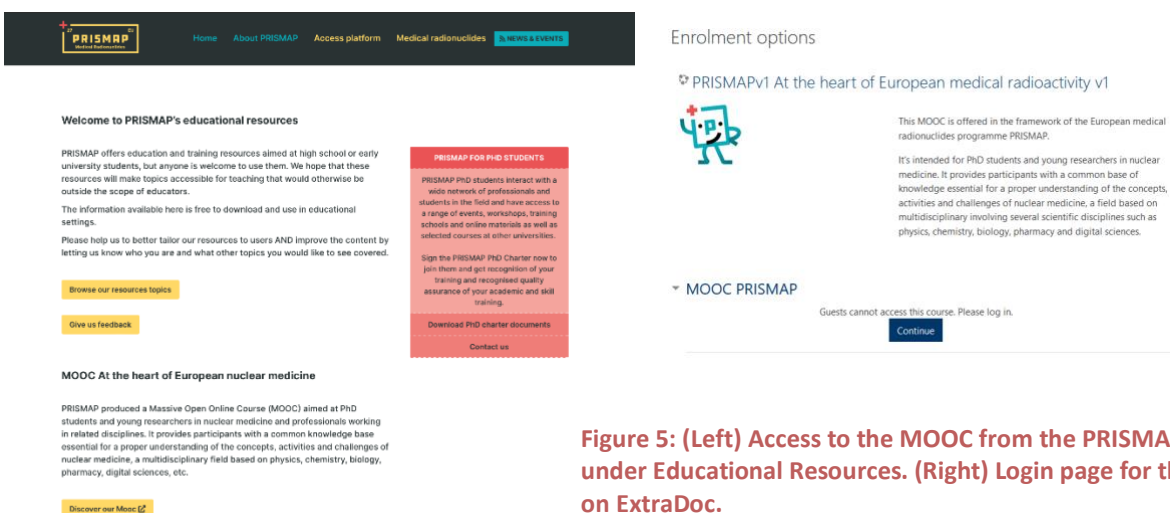 PRISMAP
Medical Radionuclides
Home About PRISMAP Access platform Medical radionuclides NEWS & EVENTS
Welcome to PRISMAP's educational resources
PRISMAP offers education and training resources aimed at high school or early
university students, but anyone is welcome to use them. We hope that these
resources will make topics accessible for teaching that would otherwise be
outside the scope of educators.
The information available here is free to download and use in educational
settings.
Please help us to better tailor our resources to users AND improve the content by
letting us know who you are and what other topics you would like to see covered.
Browse our resources topics
Give us feedback
PRISMAP FOR PHD STUDENTS
PRISMAP PhD students interact with a
wide network of professionals and
students in the field and have access to
a range of events, workshops, training
schools and online materials as well as
selected courses at other universities.
Sign the PRISMAP PhD Charter now to
join them and get recognition of your
training and recognised quality
assurance of your academic and skill
training.
Download PhD charter documents
Contact us
MOOC At the heart of European nuclear medicine
PRISMAP produced a Massive Open Online Course (MOOC) aimed at PhD
students and young researchers in nuclear medicine and professionals working
in related disciplines. It provides participants with a common knowledge base
essential for a proper understanding of the concepts, activities and challenges of
nuclear medicine, a multidisciplinary field based on physics, chemistry, biology,
pharmacy, digital sciences, etc.
Discover our Mooc
Enrolment options
PRISMAPv1 At the heart of European medical radioactivity v1
This MOOC is offered in the framework of the European medical
radionuclides programme PRISMAP.
It's intended for PhD students and young researchers in nuclear
medicine. It provides participants with a common base of
knowledge essential for a proper understanding of the concepts,
activities and challenges of nuclear medicine, a field based on
multidisciplinary involving several scientific disciplines such as
physics, chemistry, biology, pharmacy and digital sciences.
MOOC PRISMAP
Guests cannot access this course. Please log in.
Continue
Figure 5: (Left) Access to the MOOC from the PRISMA
under Educational Resources. (Right) Login page for th
on ExtraDoc.